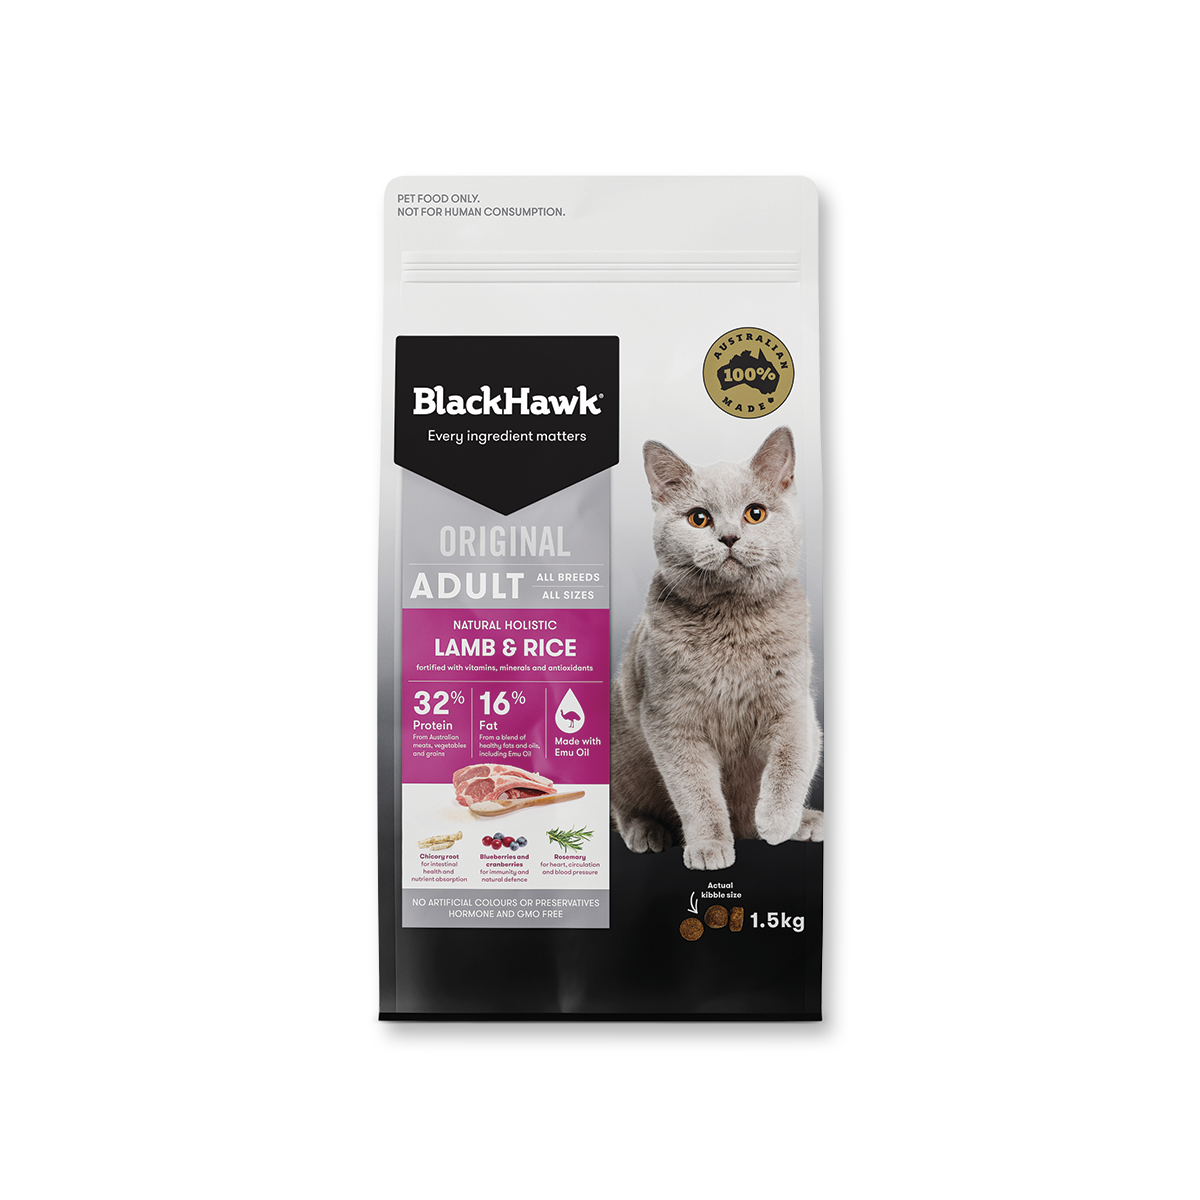 PET FOOD ONLY.
NOT FOR HUMAN CONSUMPTION.
AUSTRALIAN
100%
MADE
BlackHawk®
Every ingredient matters
ORIGINAL
ADULT
ALL BREEDS
ALL SIZES
NATURAL HOLISTIC
LAMB & RICE
fortified with vitamins, minerals and antioxidants
32%
Protein
From Australian
meats, vegetables
and grains
16%
Fat
From a blend of
healthy fats and oils,
including Emu Oil
Made with
Emu Oil
Chicory root
for intestinal
health and
nutrient absorption
Blueberries and
cranberries
for immunity and
natural defence
Rosemary
for heart, circulation
and blood pressure
NO ARTIFICIAL COLOURS OR PRESERVATIVES
HORMONE AND GMO FREE
Actual
kibble size
1.5kg